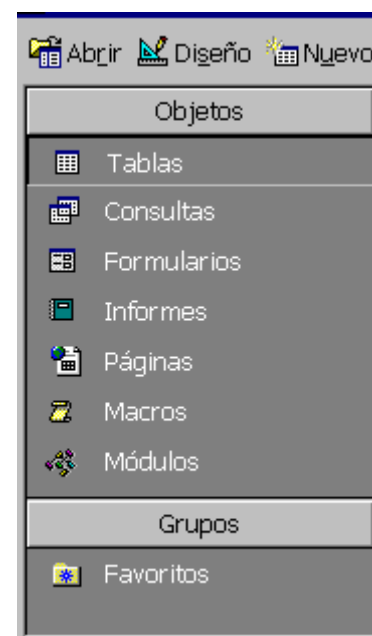 Abrir Diseño Nuevo
Objetos
Tablas
Consultas
Formularios
Informes
Páginas
Macros
Módulos
Grupos
Favoritos